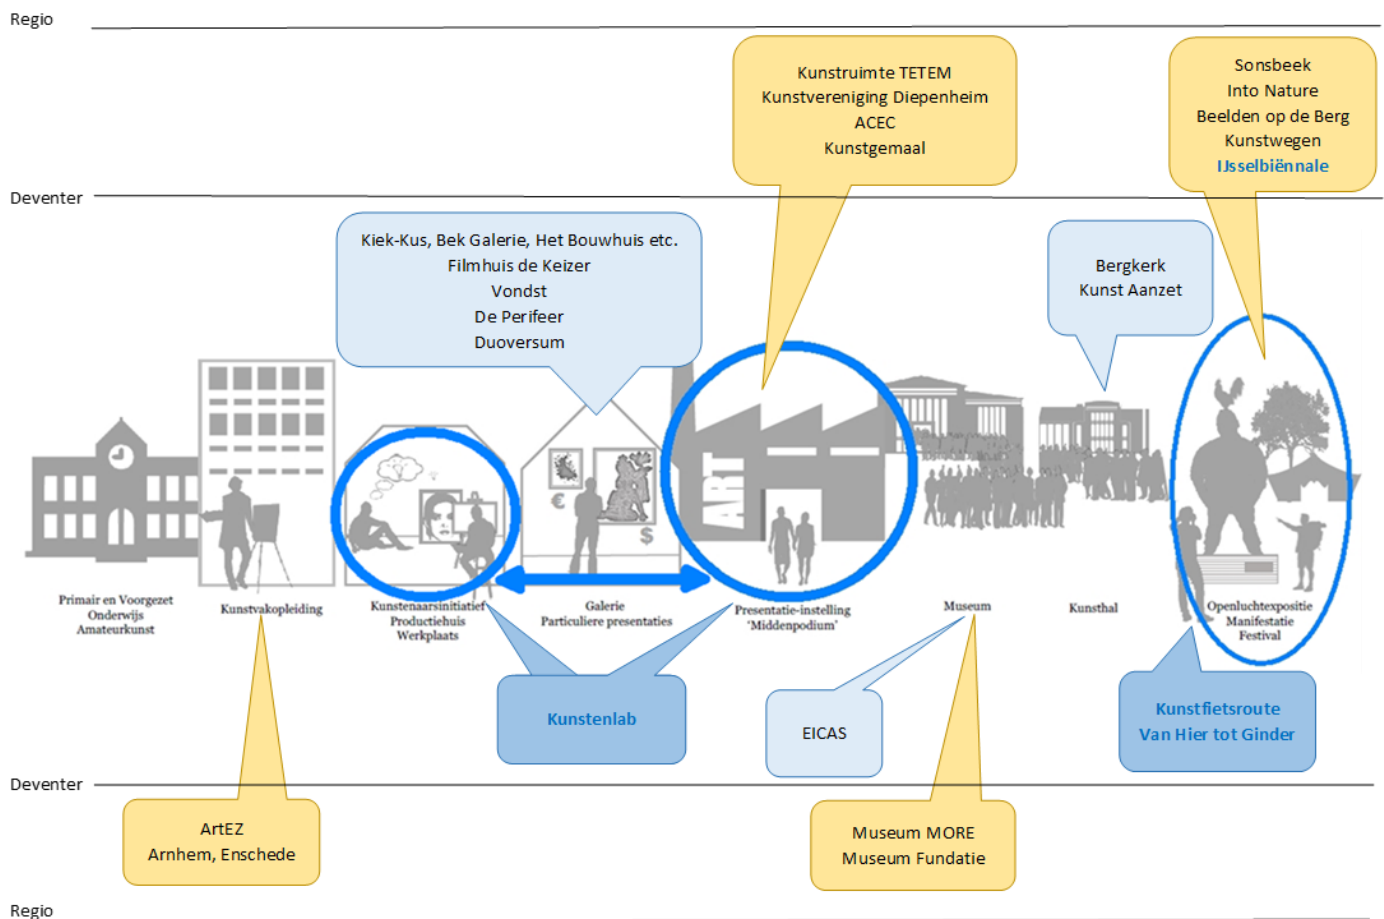 Regio
Kunstruimte TETEM
Kunstvereniging Diepenheim
ACEC
Kunstgemaal
Sonsbeek
Into Nature
Beelden op de Berg
Kunstwegen
IJsselbiënnale
Deventer
Kiek-Kus, Bek Galerie, Het Bouwhuis etc.
Filmhuis de Keizer
Vondst
De Perifeer
Duoversum
Bergkerk
Kunst Aanzet
€
$
ART
Primair en Voorgezet
Onderwijs
Amateurkunst
Kunstvakopleiding
Kunstenaarsinitiatief
Productiehuis
Werkplaats
Galerie
Particuliere presentaties
Presentatie-instelling
'Middenpodium'
Museum
Kunsthal
Openluchtexpositie
Manifestatie
Festival
Kunstenlab
EICAS
Kunstfietsroute
Van Hier tot Ginder
Deventer
ArtEZ
Arnhem, Enschede
Museum MORE
Museum Fundatie
Regio